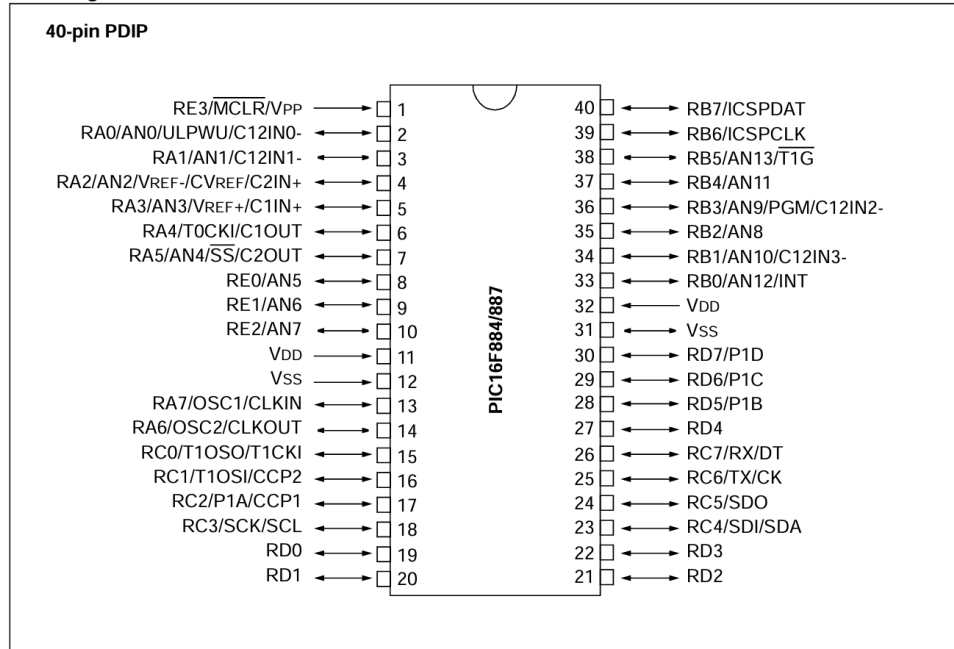 40-pin PDIP
RE3/MCLR/VPP 1
RA0/AN0/ULPWU/C12IN0- 2
RA1/AN1/C12IN1- 3
RA2/AN2/VREF-/CVREF/C2IN+ 4
RA3/AN3/VREF+/C1IN+ 5
RA4/T0CKI/C1OUT 6
RA5/AN4/SS/C2OUT 7
RE0/AN5 8
RE1/AN6 9
RE2/AN7 10
VDD 11
VSS 12
RA7/OSC1/CLKIN 13
RA6/OSC2/CLKOUT 14
RC0/T1OSO/T1CKI 15
RC1/T1OSI/CCP2 16
RC2/P1A/CCP1 17
RC3/SCK/SCL 18
RD0 19
RD1 20
PIC16F884/887
40 RB7/ICSPDAT
39 RB6/ICSPCLK
38 RB5/AN13/T1G
37 RB4/AN11
36 RB3/AN9/PGM/C12IN2-
35 RB2/AN8
34 RB1/AN10/C12IN3-
33 RB0/AN12/INT
32 VDD
31 VSS
30 RD7/P1D
29 RD6/P1C
28 RD5/P1B
27 RD4
26 RC7/RX/DT
25 RC6/TX/CK
24 RC5/SDO
23 RC4/SDI/SDA
22 RD3
21 RD2